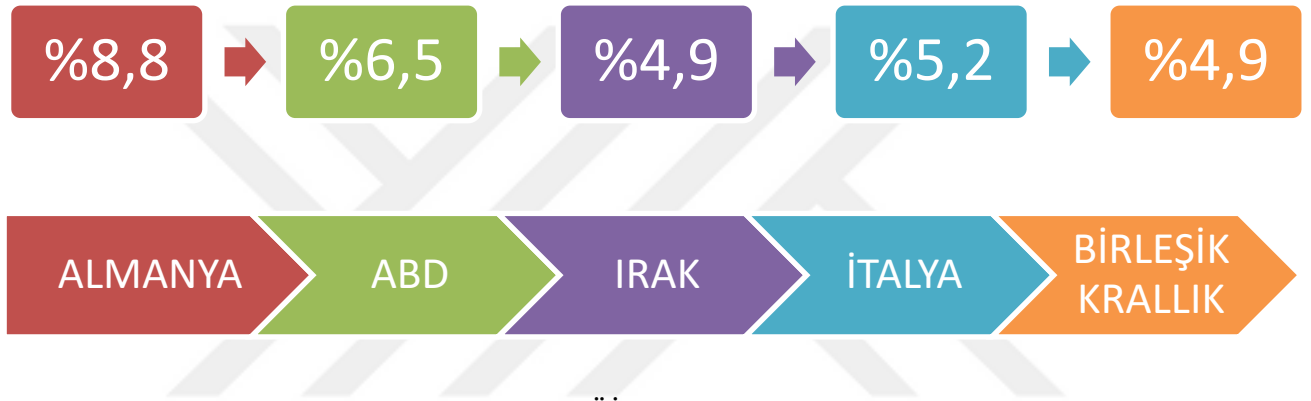 %8,8
%6,5
%4,9
%5,2
%4,9
ALMANYA
ABD
IRAK
İTALYA
BİRLEŞİK
KRALLIK